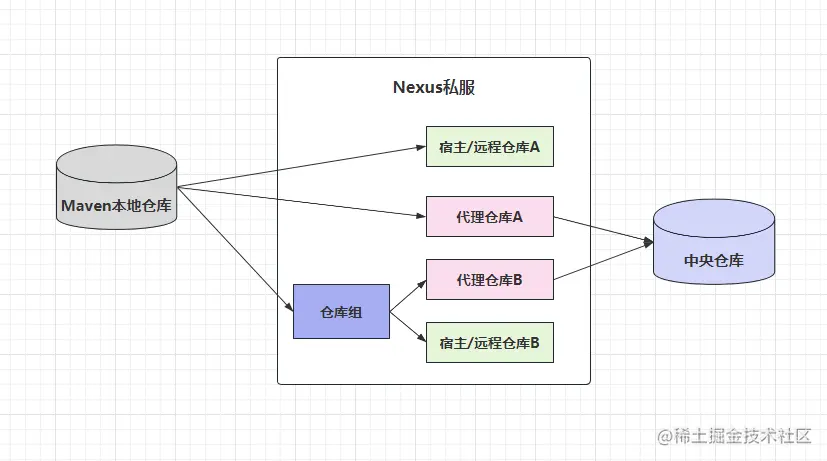 Nexus私服
宿主/远程仓库A
Maven本地仓库
代理仓库A
中央仓库
代理仓库B
仓库组
宿主/远程仓库B
@稀土掘金技术社区